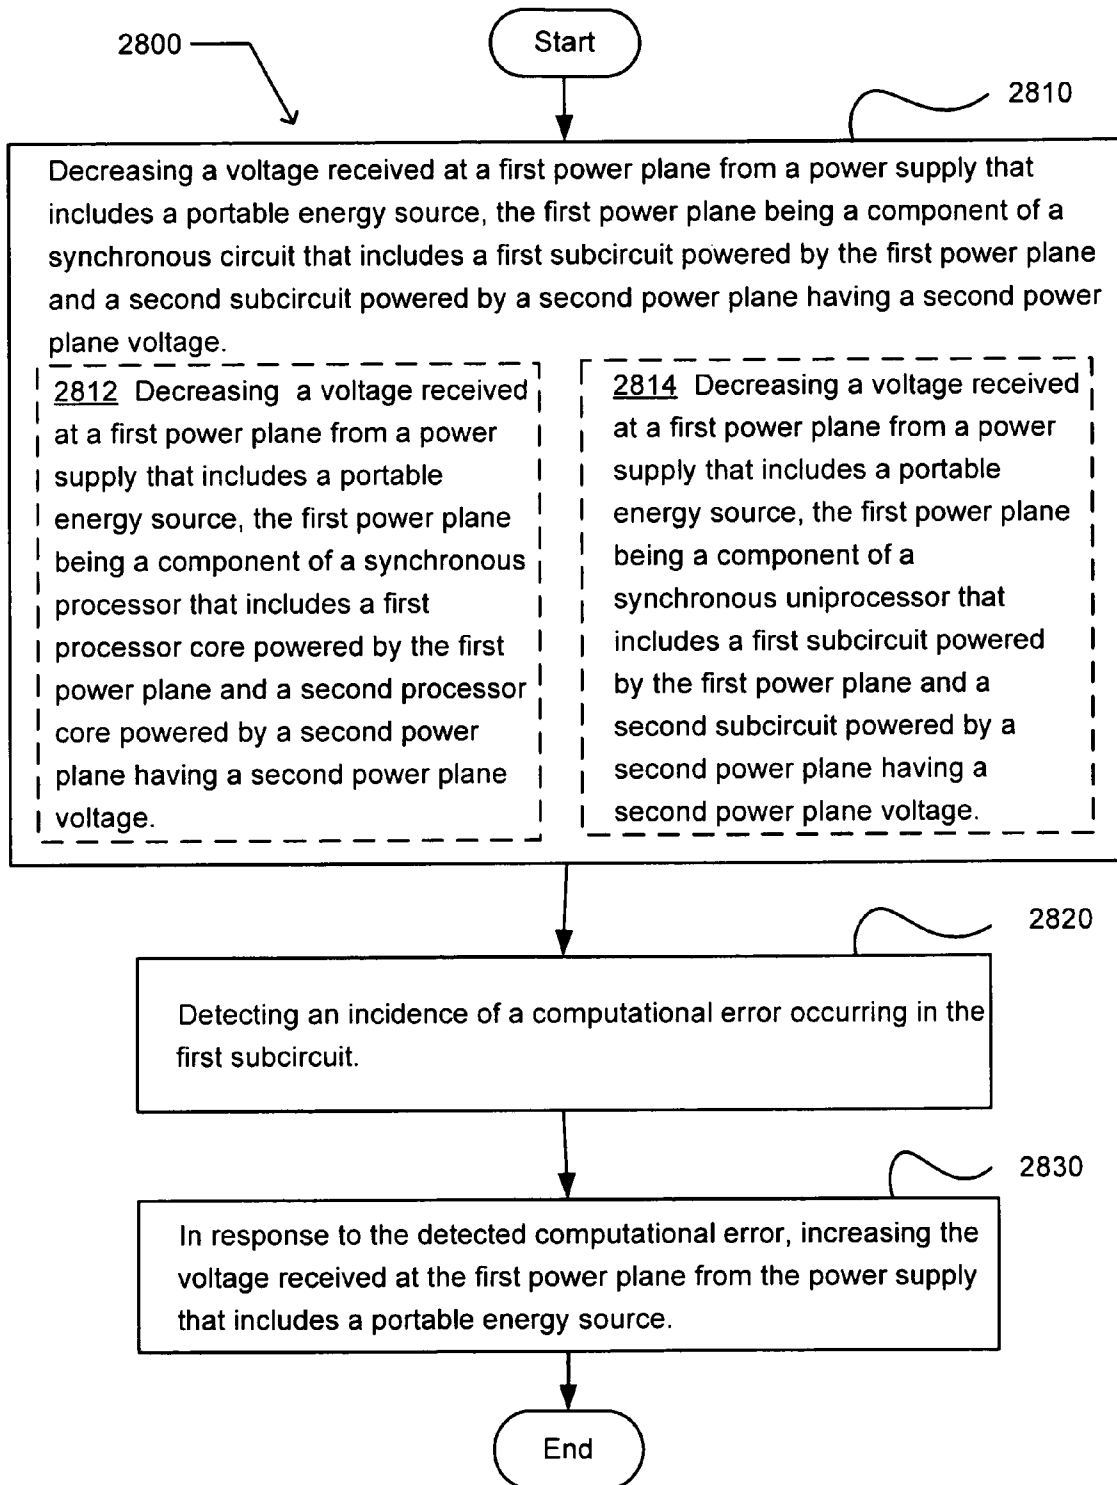 2800
Start
2810
Decreasing a voltage received at a first power plane from a power supply that
includes a portable energy source, the first power plane being a component of a
synchronous circuit that includes a first subcircuit powered by the first power plane
and a second subcircuit powered by a second power plane having a second power
plane voltage.
2812 Decreasing a voltage received
at a first power plane from a power
supply that includes a portable
energy source, the first power plane
being a component of a synchronous
processor that includes a first
processor core powered by the first
power plane and a second processor
core powered by a second power
plane having a second power plane
voltage.
2814 Decreasing a voltage received
at a first power plane from a power
supply that includes a portable
energy source, the first power plane
being a component of a
synchronous uniprocessor that
includes a first subcircuit powered
by the first power plane and a
second subcircuit powered by a
second power plane having a
second power plane voltage.
2820
Detecting an incidence of a computational error occurring in the
first subcircuit.
2830
In response to the detected computational error, increasing the
voltage received at the first power plane from the power supply
that includes a portable energy source.
End